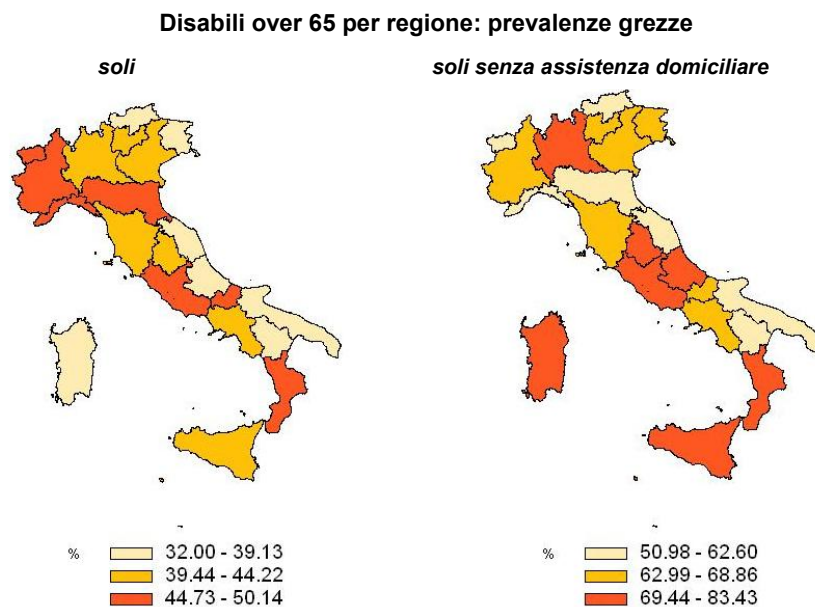 Disabili over 65 per regione: prevalenze grezze
soli
soli senza assistenza domiciliare
%
32.00 - 39.13
39.44 - 44.22
44.73 - 50.14
%
50.98 - 62.60
62.99 - 68.86
69.44 - 83.43